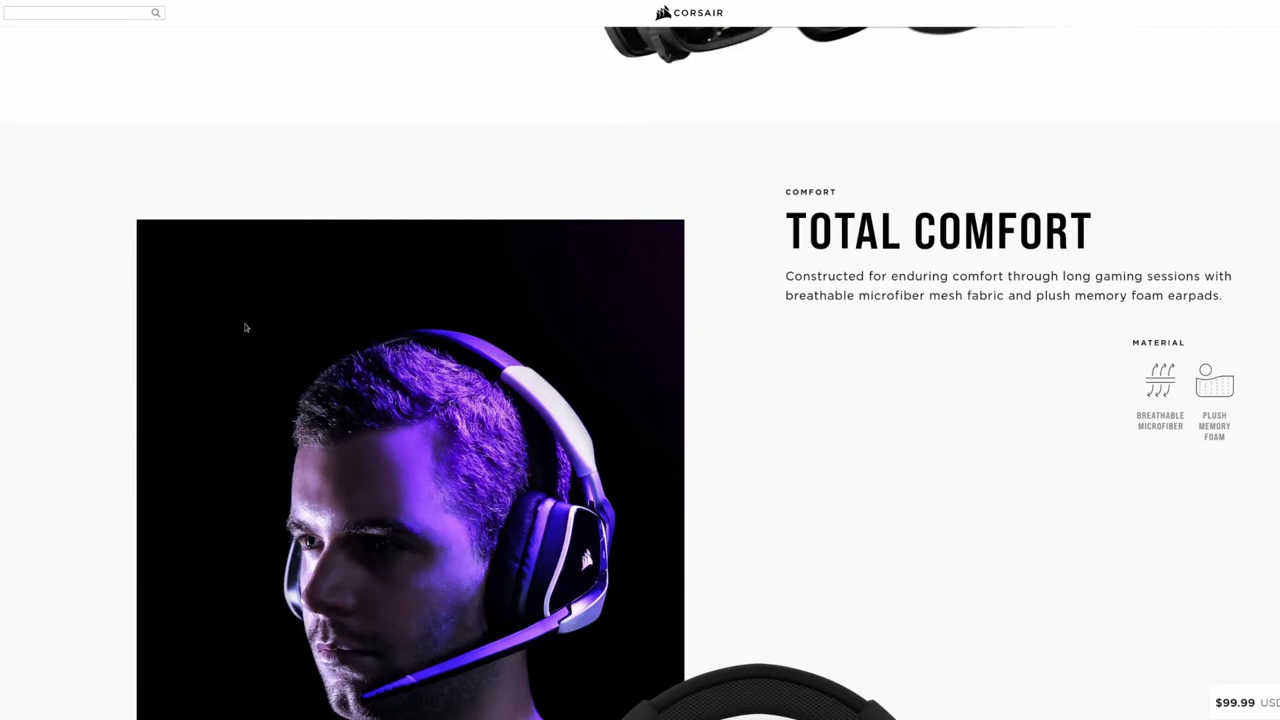 CORSAIR
COMFORT
TOTAL COMFORT
Constructed for enduring comfort through long gaming sessions with
breathable microfiber mesh fabric and plush memory foam earpads.
MATERIAL
BREATHABLE
MICROFIBER
PLUSH
MEMORY
FOAM
$99.99 USD